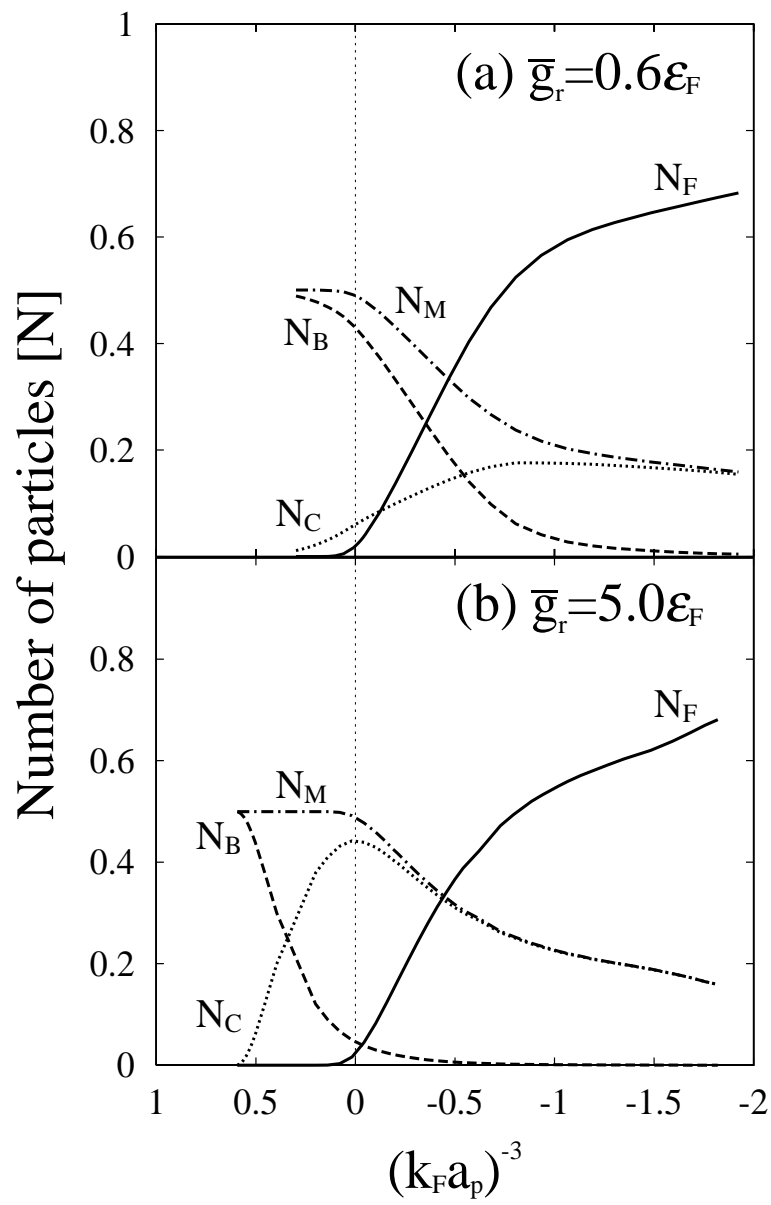 Number of particles [N]
1
0.8
0.6
0.4
0.2
0
(a) g̅r=0.6εF
NF
NM
NB
NC
0.8
0.6
0.4
0.2
0
(b) g̅r=5.0εF
NF
NM
NB
NC
1 0.5 0 -0.5 -1 -1.5 -2
(kFap)-3